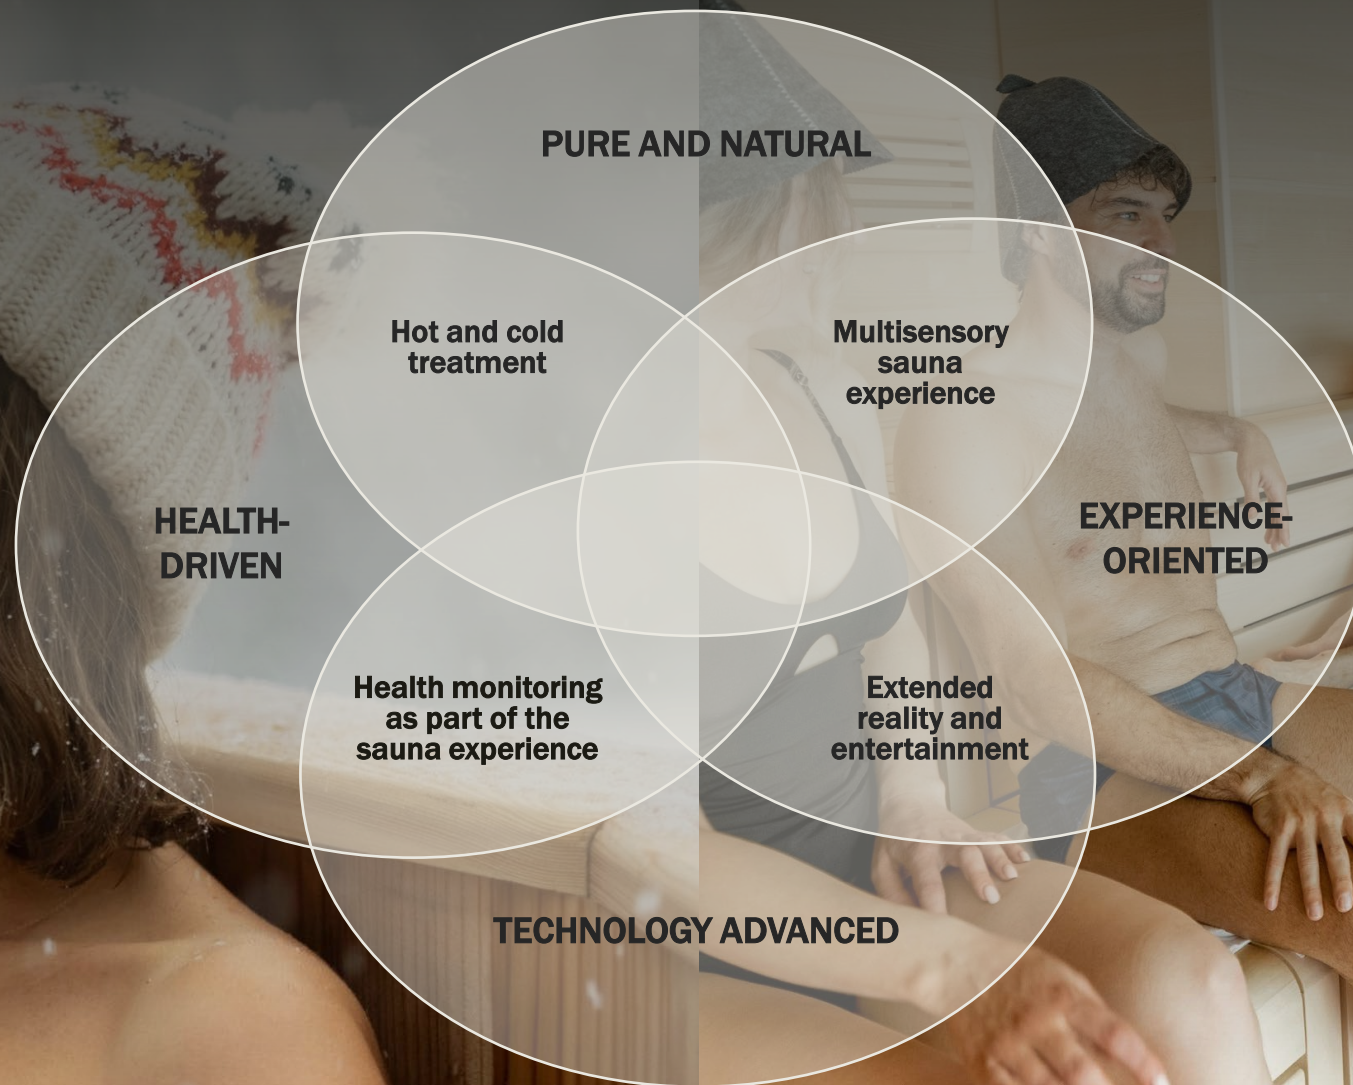 PURE AND NATURAL
Hot and cold
treatment
Multisensory
sauna
experience
HEALTH-
DRIVEN
EXPERIENCE-
ORIENTED
Health monitoring
as part of the
sauna experience
Extended
reality and
entertainment
TECHNOLOGY ADVANCED